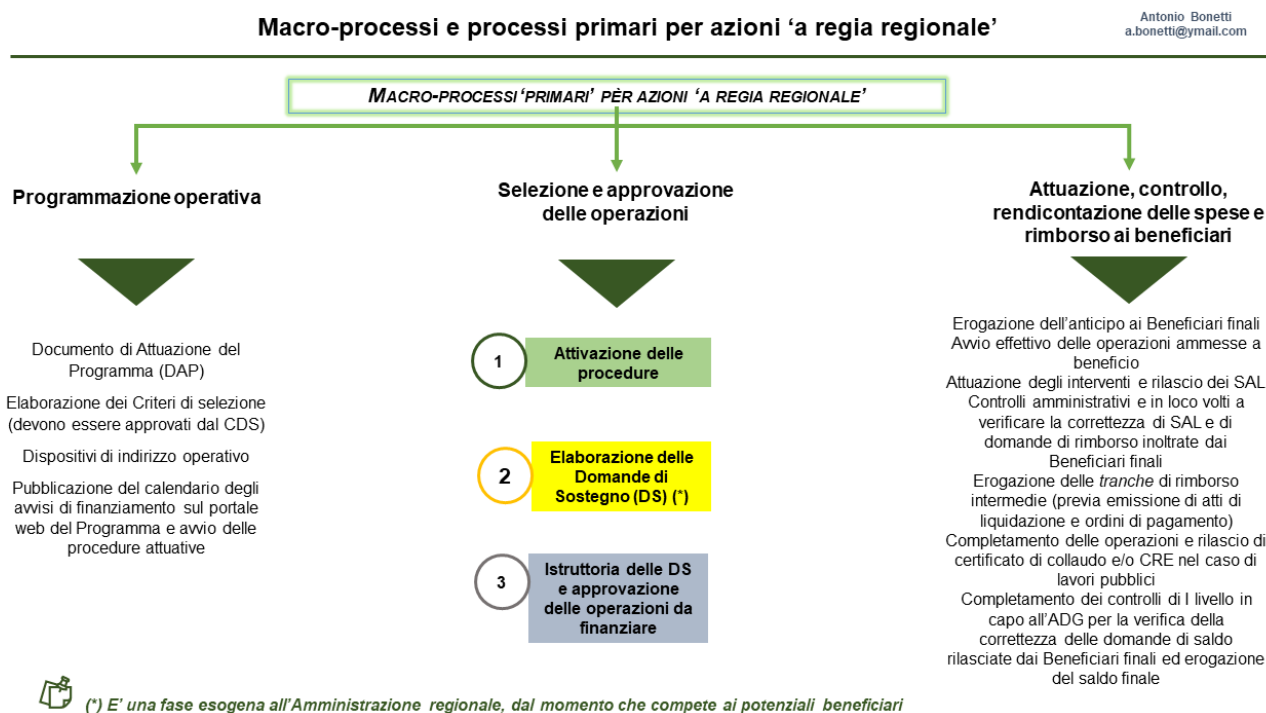 Macro-processi e processi primari per azioni ‘a regia regionale’
Antonio Bonetti
a.bonetti@ymail.com
MACRO-PROCESSI ‘PRIMARI’ PÈR AZIONI ‘A REGIA REGIONALE’
Programmazione operativa
Documento di Attuazione del
Programma (DAP)
Elaborazione dei Criteri di selezione
(devono essere approvati dal CDS)
Dispositivi di indirizzo operativo
Pubblicazione del calendario degli
avvisi di finanziamento sul portale
web del Programma e avvio delle
procedure attuative
Selezione e approvazione
delle operazioni
1
Attivazione delle
procedure
2
Elaborazione delle
Domande di
Sostegno (DS) (*)
3
Istruttoria delle DS
e approvazione
delle operazioni da
finanziare
Attuazione, controllo,
rendicontazione delle spese e
rimborso ai beneficiari
Erogazione dell’anticipo ai Beneficiari finali
Avvio effettivo delle operazioni ammesse a
beneficio
Attuazione degli interventi e rilascio dei SAL
Controlli amministrativi e in loco volti a
verificare la correttezza di SAL e di
domande di rimborso inoltrate dai
Beneficiari finali
Erogazione delle tranche di rimborso
intermedie (previa emissione di atti di
liquidazione e ordini di pagamento)
Completamento delle operazioni e rilascio di
certificato di collaudo e/o CRE nel caso di
lavori pubblici
Completamento dei controlli di I livello in
capo all’ADG per la verifica della
correttezza delle domande di saldo
rilasciate dai Beneficiari finali ed erogazione
del saldo finale
(*) E’ una fase esogena all’Amministrazione regionale, dal momento che compete ai potenziali beneficiari